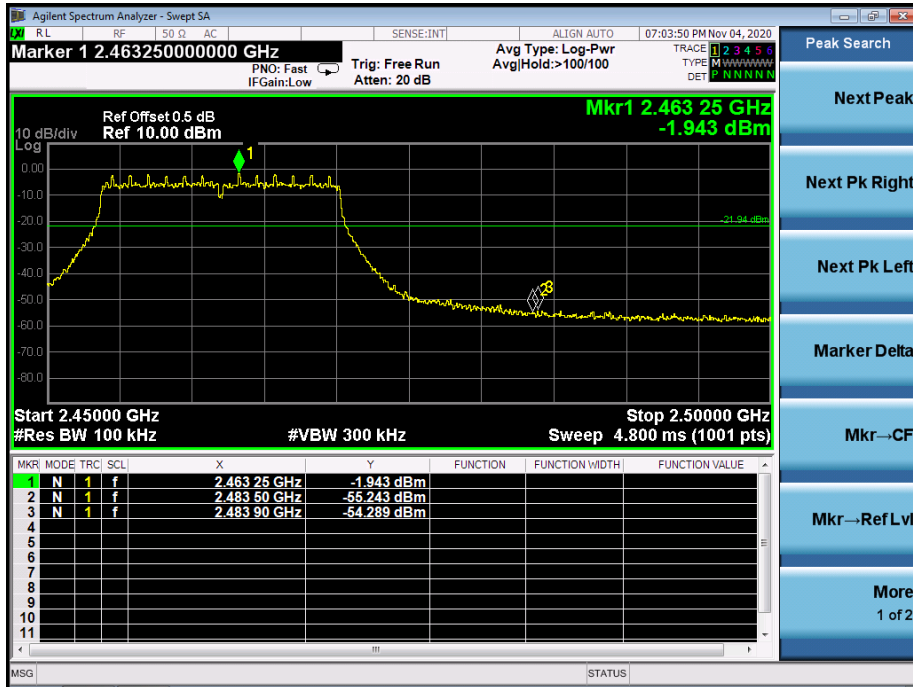 Agilent Spectrum Analyzer - Swept SA
LXI RL RF 50 Ω AC SENSE:INT ALIGN AUTO 07:03:50 PM Nov 04, 2020
Marker 1 2.463250000000 GHz
PNO: Fast
IFGain:Low
Trig: Free Run
Atten: 20 dB
Avg Type: Log-Pwr
Avg|Hold:>100/100
TRACE 1 2 3 4 5 6
TYPE M WWWWW
DET P N N N N N
Peak Search
Next Peak
Next Pk Right
Next Pk Left
Marker Delta
Mkr→CF
Mkr→Ref Lvl
More
1 of 2
Mkr1 2.463 25 GHz
-1.943 dBm
Ref Offset 0.5 dB
10 dB/div Ref 10.00 dBm
Log
1
0.00
-10.0
-20.0
-21.94 dBm
-30.0
-40.0
-50.0
2 3
-60.0
-70.0
-80.0
Start 2.45000 GHz Stop 2.50000 GHz
#Res BW 100 kHz #VBW 300 kHz Sweep 4.800 ms (1001 pts)
MKR MODE TRC SCL X Y FUNCTION FUNCTION WIDTH FUNCTION VALUE
1 N 1 f 2.463 25 GHz -1.943 dBm
2 N 1 f 2.483 50 GHz -55.243 dBm
3 N 1 f 2.483 90 GHz -54.289 dBm
4
5
6
7
8
9
10
11
MSG STATUS